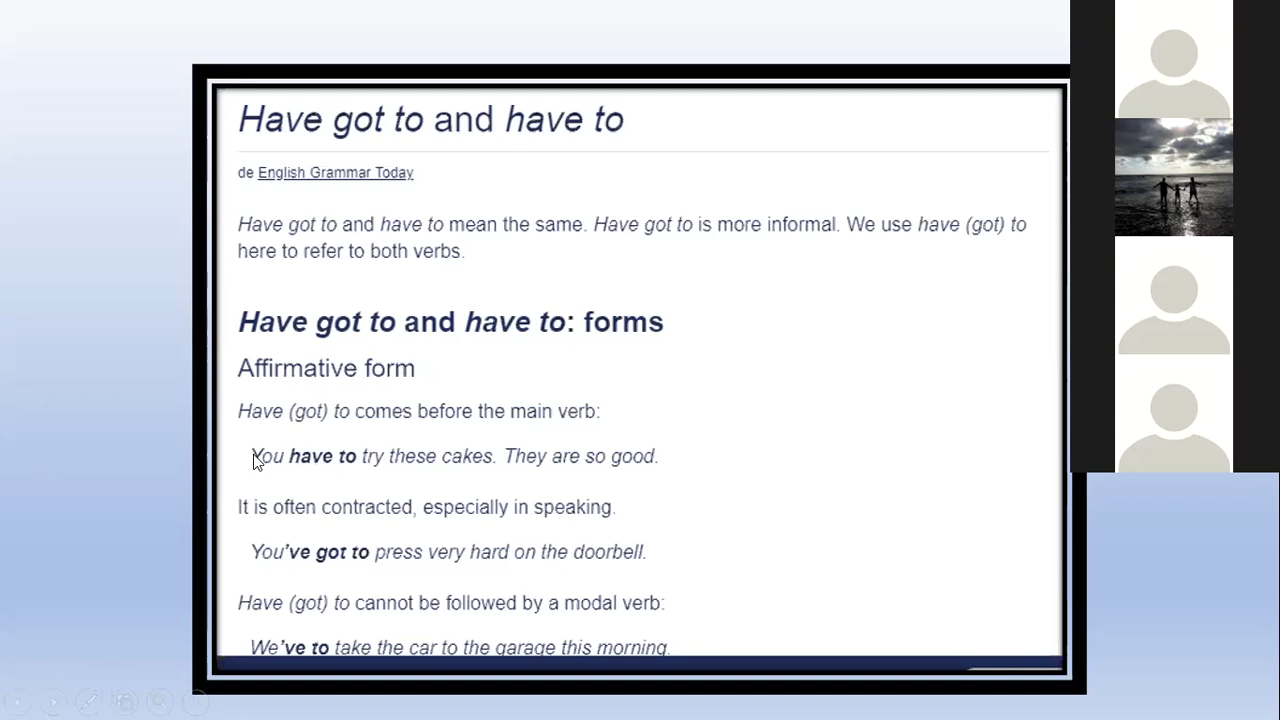 Have got to and have to
de English Grammar Today
Have got to and have to mean the same. Have got to is more informal. We use have (got) to
here to refer to both verbs.
Have got to and have to: forms
Affirmative form
Have (got) to comes before the main verb:
You have to try these cakes. They are so good.
It is often contracted, especially in speaking.
You’ve got to press very hard on the doorbell.
Have (got) to cannot be followed by a modal verb:
We’ve to take the car to the garage this morning.